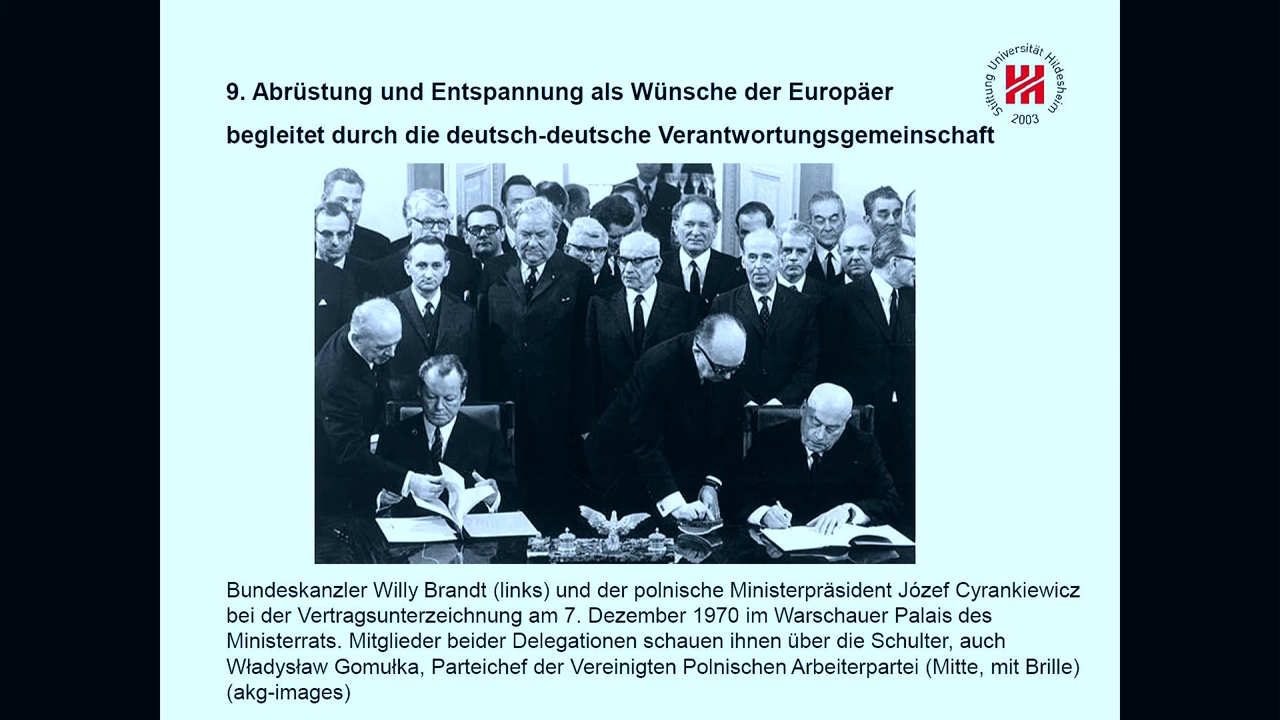 9. Abrüstung und Entspannung als Wünsche der Europäer
begleitet durch die deutsch-deutsche Verantwortungsgemeinschaft
Stiftung Universität Hildesheim
2003
Bundeskanzler Willy Brandt (links) und der polnische Ministerpräsident Józef Cyrankiewicz
bei der Vertragsunterzeichnung am 7. Dezember 1970 im Warschauer Palais des
Ministerrats. Mitglieder beider Delegationen schauen ihnen über die Schulter, auch
Władysław Gomułka, Parteichef der Vereinigten Polnischen Arbeiterpartei (Mitte, mit Brille)
(akg-images)